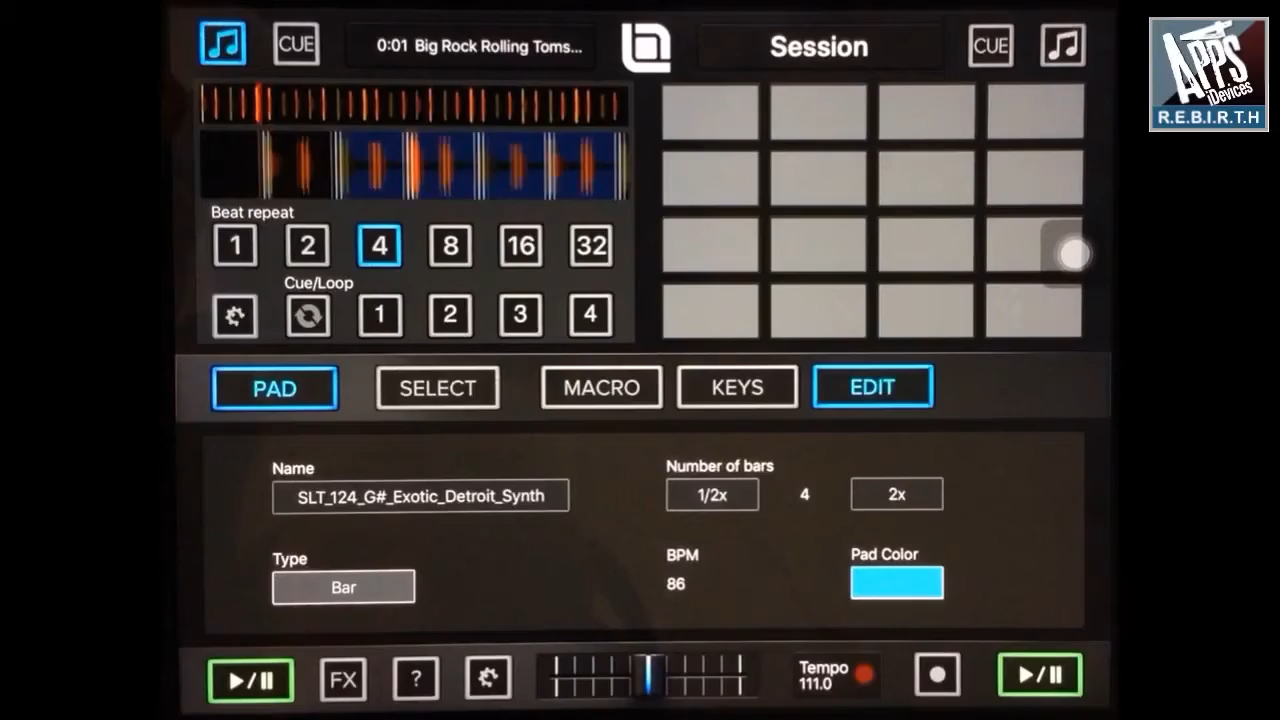 CUE
0:01 Big Rock Rolling Toms...
Session
CUE
APPS
iDevices
R.E.B.I.R.T.H
Beat repeat
1 2 4 8 16 32
Cue/Loop
1 2 3 4
PAD SELECT MACRO KEYS EDIT
Name
SLT_124_G#_Exotic_Detroit_Synth
Number of bars
1/2x 4 2x
Type
Bar
BPM
86
Pad Color
FX
?
Tempo
111.0